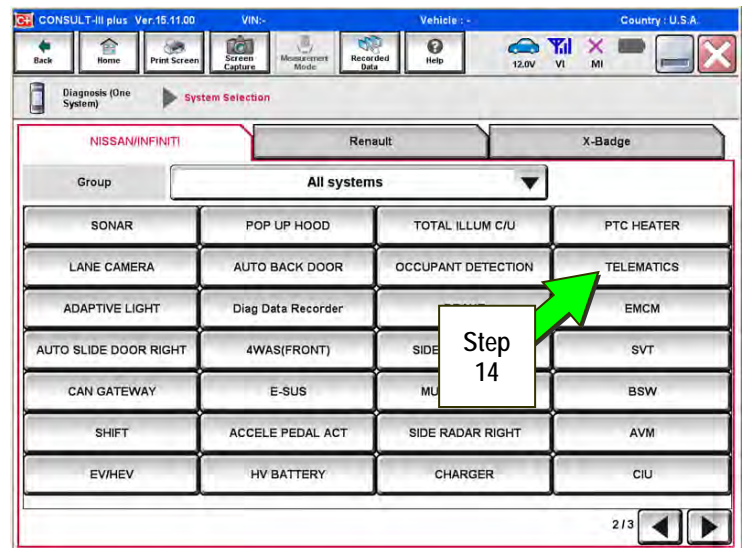 CONSULT-III plus Ver.15.11.00 VIN:- Vehicle : - Country : U.S.A.
Back Home Print Screen Screen Capture Measurement Mode Recorded Data Help 12.0V VI MI
Diagnosis (One System) System Selection
NISSAN/INFINITI Renault X-Badge
Group All systems
SONAR POP UP HOOD TOTAL ILLUM C/U PTC HEATER
LANE CAMERA AUTO BACK DOOR OCCUPANT DETECTION TELEMATICS
ADAPTIVE LIGHT Diag Data Recorder EMCM
Step
14
AUTO SLIDE DOOR RIGHT 4WAS(FRONT) SIDE SVT
CAN GATEWAY E-SUS MU BSW
SHIFT ACCELE PEDAL ACT SIDE RADAR RIGHT AVM
EV/HEV HV BATTERY CHARGER CIU
2/3